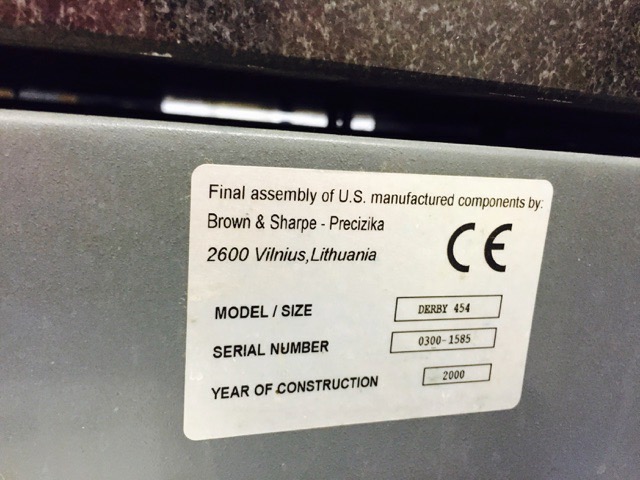 Final assembly of U.S. manufactured components by:
Brown & Sharpe - Precizika
2600 Vilnius,Lithuania
CE
MODEL / SIZE DERBY 454
SERIAL NUMBER 0300-1585
YEAR OF CONSTRUCTION 2000